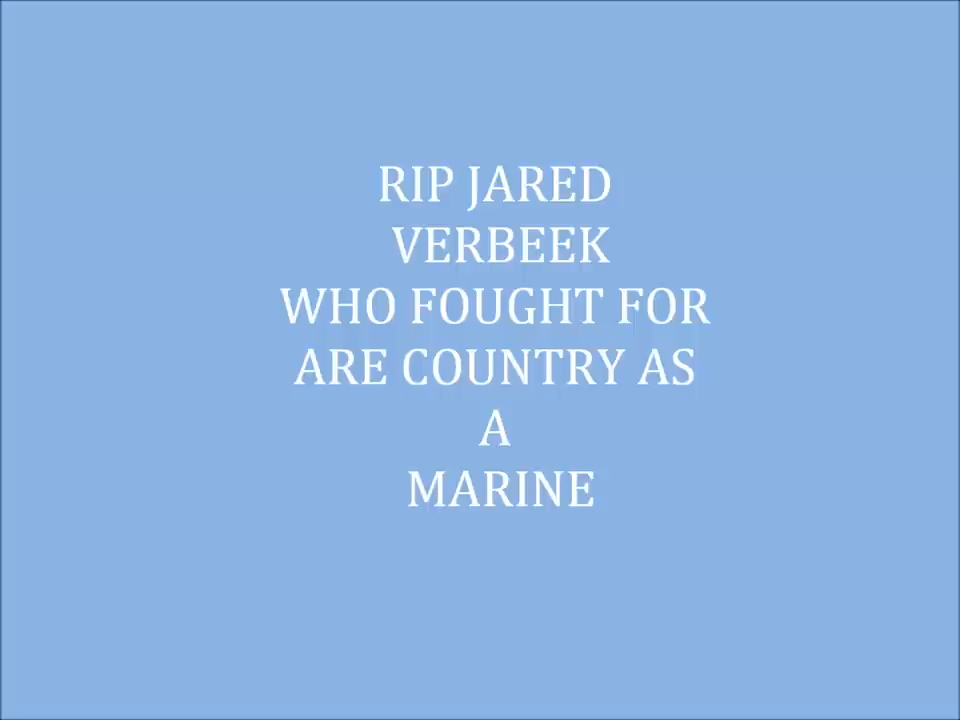 RIP JARED
VERBEEK
WHO FOUGHT FOR
ARE COUNTRY AS
A
MARINE